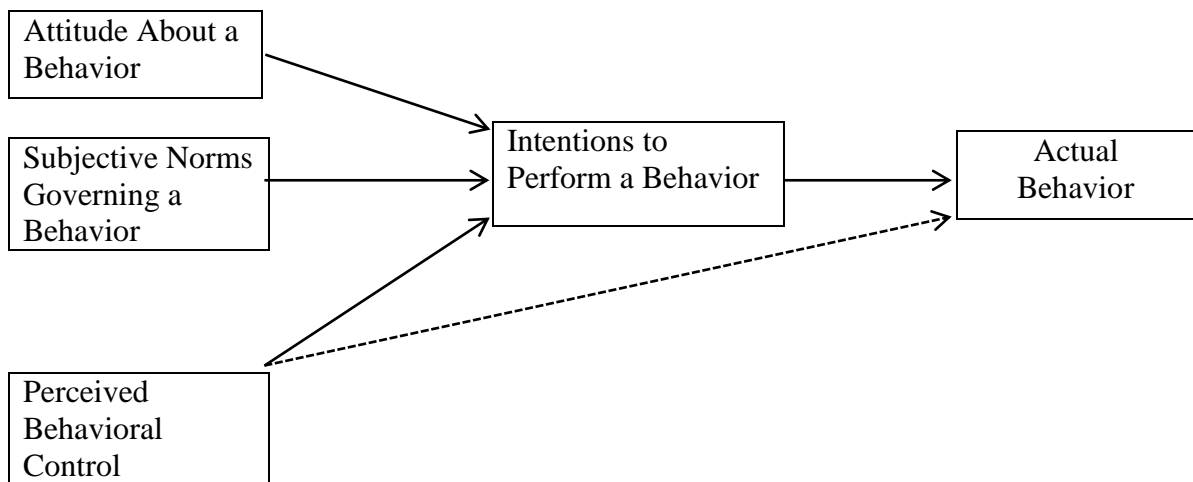 Attitude About a
Behavior
Subjective Norms
Governing a
Behavior
Perceived
Behavioral
Control
Intentions to
Perform a Behavior
Actual
Behavior